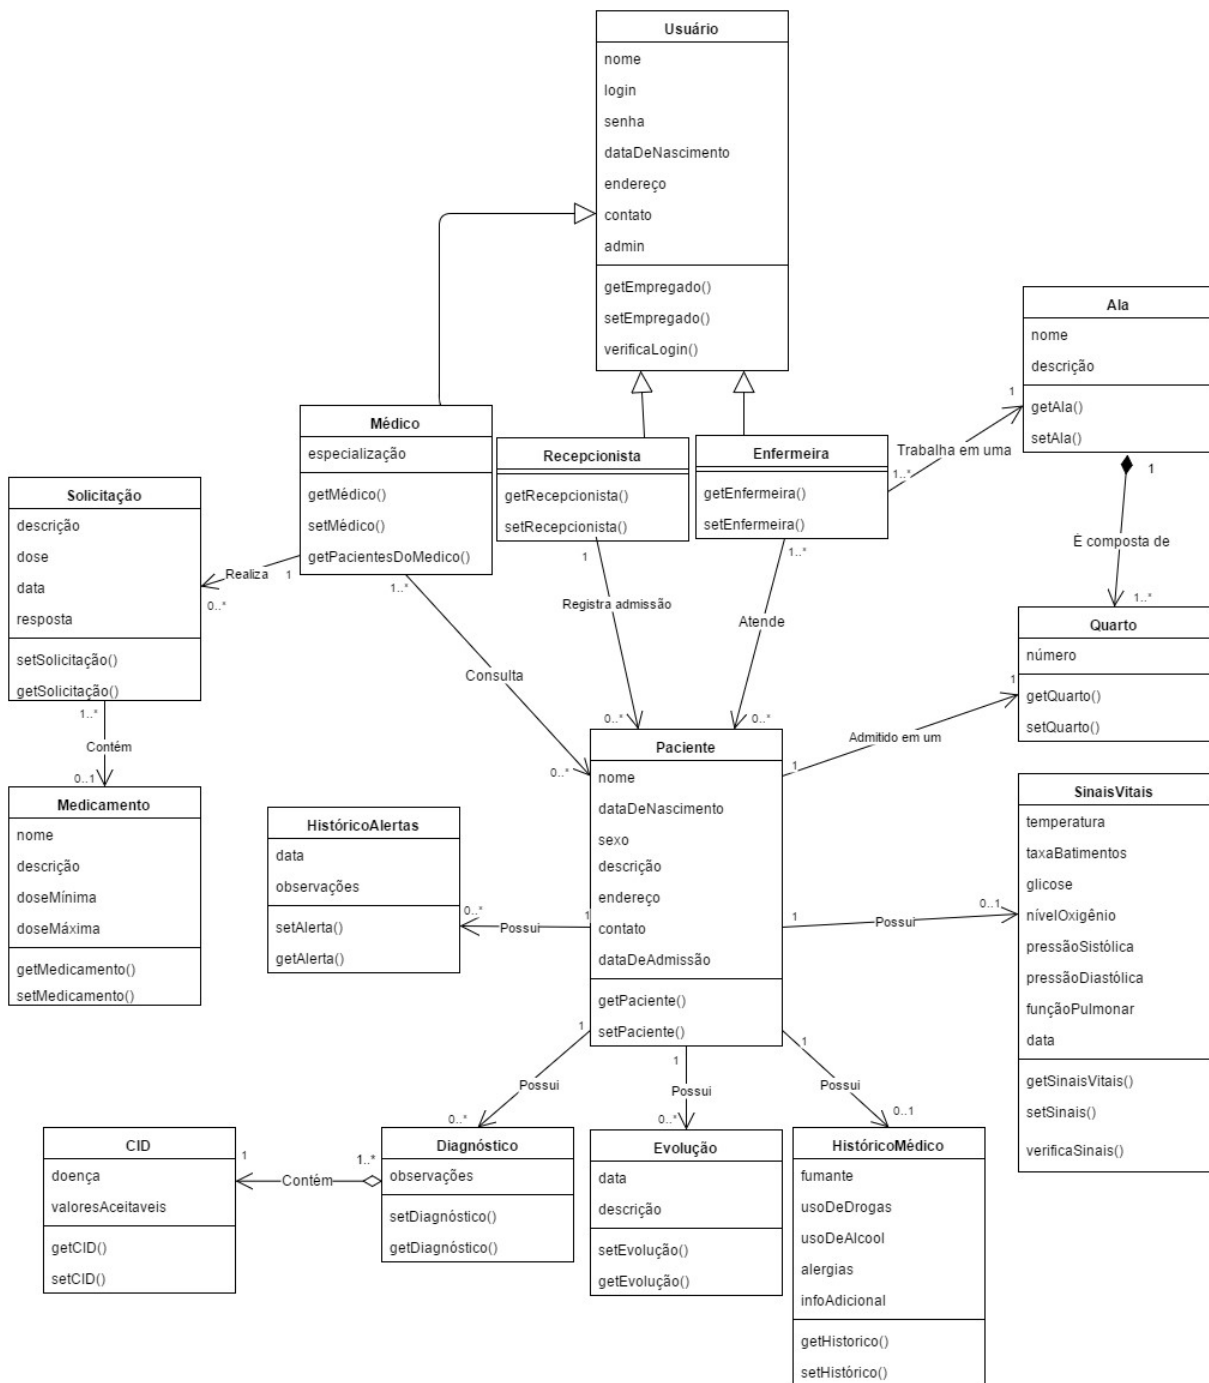 Usuário
nome
login
senha
dataDeNascimento
endereço
contato
admin
getEmpregado()
setEmpregado()
verificaLogin()
Ala
nome
descrição
getAla()
setAla()
1
1
Trabalha em uma
1..*
Médico
especialização
getMédico()
setMédico()
getPacientesDoMedico()
Recepcionista
getRecepcionista()
setRecepcionista()
Enfermeira
getEnfermeira()
setEnfermeira()
Solicitação
descrição
dose
data
resposta
setSolicitação()
getSolicitação()
Realiza
1
0..*
1..*
1
1..*
É composta de
1..*
Registra admissão
Atende
Consulta
Quarto
número
getQuarto()
setQuarto()
1
1..*
Contém
0..1
0..*
0..*
0..*
Admitido em um
1
Medicamento
nome
descrição
doseMínima
doseMáxima
getMedicamento()
setMedicamento()
HistóricoAlertas
data
observações
setAlerta()
getAlerta()
0..*
Possui
1
Paciente
nome
dataDeNascimento
sexo
descrição
endereço
contato
dataDeAdmissão
getPaciente()
setPaciente()
1
Possui
0..1
SinaisVitais
temperatura
taxaBatimentos
glicose
nívelOxigênio
pressãoSistólica
pressãoDiastólica
funçãoPulmonar
data
getSinaisVitais()
setSinais()
verificaSinais()
1
Possui
0..*
1
Possui
0..*
1
Possui
0..1
CID
doença
valoresAceitaveis
getCID()
setCID()
1
Contém
1..*
Diagnóstico
observações
setDiagnóstico()
getDiagnóstico()
Evolução
data
descrição
setEvolução()
getEvolução()
HistóricoMédico
fumante
usoDeDrogas
usoDeAlcool
alergias
infoAdicional
getHistorico()
setHistórico()